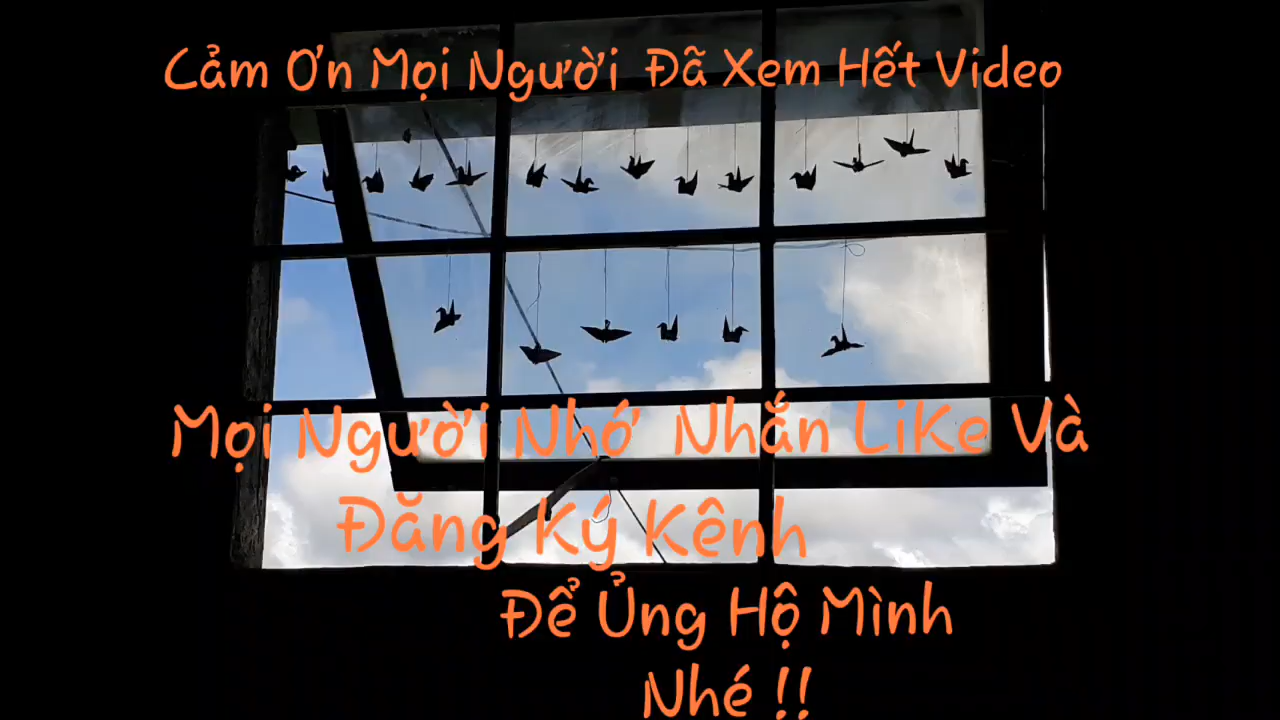 Cảm Ơn Mọi Người Đã Xem Hết Video
Mọi Người Nhớ Nhắn LiKe Và
Đăng Ký Kênh
Để Ủng Hộ Mình
Nhé !!